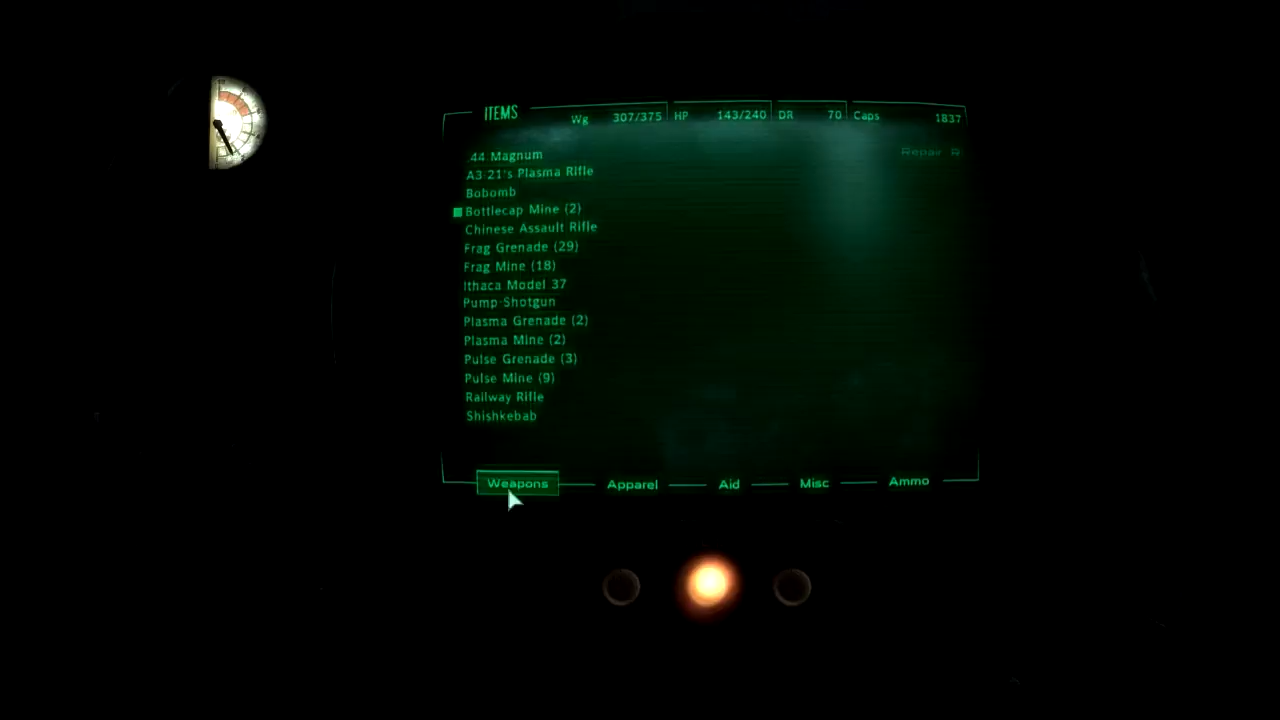 ITEMS Wg 307/375 HP 143/240 DR 70 Caps 1837
.44 Magnum
Repair R
A3-21's Plasma Rifle
Bobomb
Bottlecap Mine (2)
Chinese Assault Rifle
Frag Grenade (29)
Frag Mine (18)
Ithaca Model 37
Pump-Shotgun
Plasma Grenade (2)
Plasma Mine (2)
Pulse Grenade (3)
Pulse Mine (9)
Railway Rifle
Shishkebab
Weapons Apparel Aid Misc Ammo